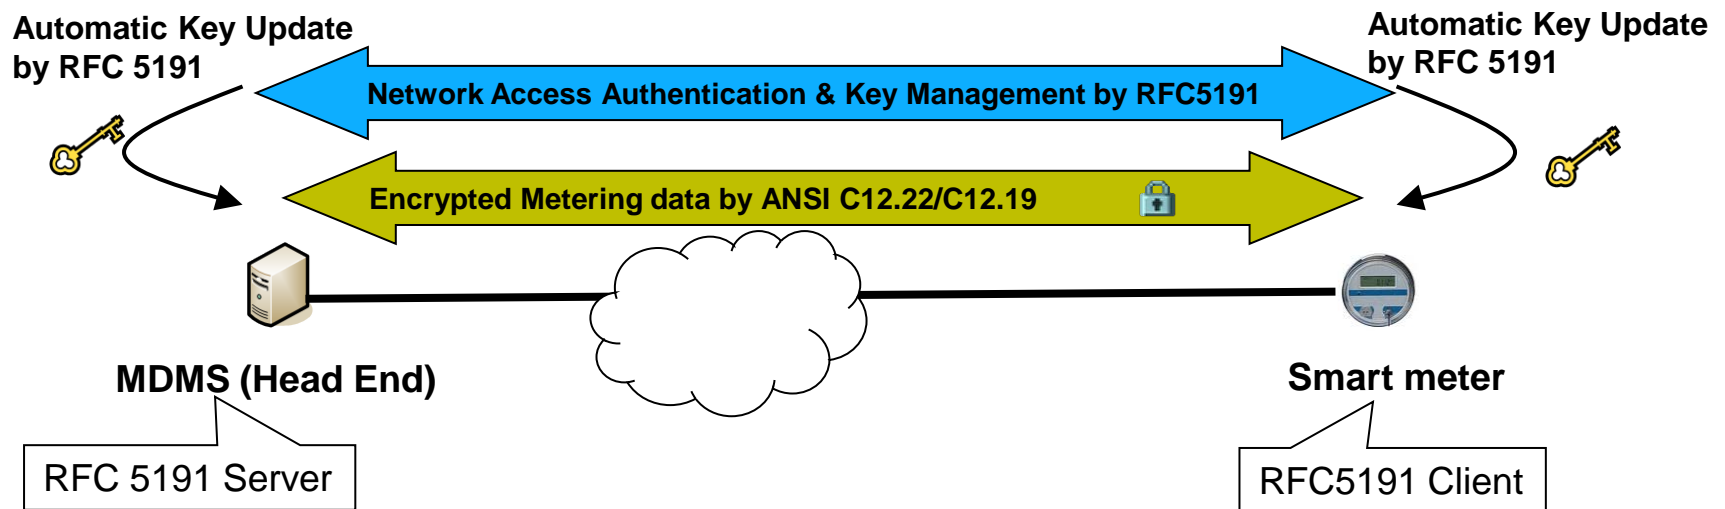 Automatic Key Update
by RFC 5191
Automatic Key Update
by RFC 5191
Network Access Authentication & Key Management by RFC5191
Encrypted Metering data by ANSI C12.22/C12.19
MDMS (Head End)
Smart meter
RFC 5191 Server
RFC5191 Client